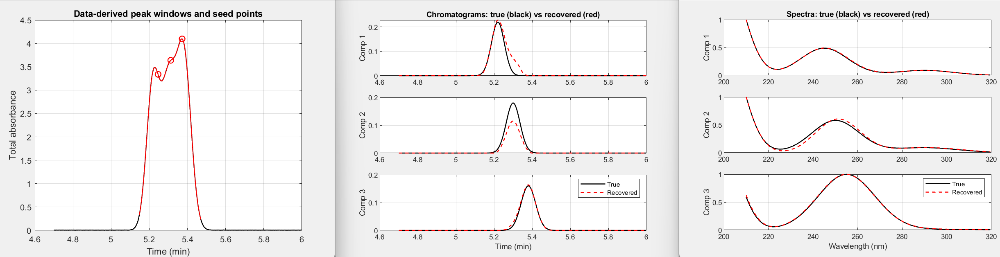 Data-derived peak windows and seed points
4.5
4
3.5
3
2.5
2
1.5
1
0.5
0
Total absorbance
4.6 4.8 5 5.2 5.4 5.6 5.8 6
Time (min)
Chromatograms: true (black) vs recovered (red)
0.2
0.1
0
Comp 1
4.6 4.8 5 5.2 5.4 5.6 5.8 6
0.2
0.1
0
Comp 2
4.6 4.8 5 5.2 5.4 5.6 5.8 6
0.2
0.1
0
Comp 3
True
Recovered
4.6 4.8 5 5.2 5.4 5.6 5.8 6
Time (min)
Spectra: true (black) vs recovered (red)
1
0.5
0
Comp 1
200 220 240 260 280 300 320
1
0.5
0
Comp 2
200 220 240 260 280 300 320
1
0.5
0
Comp 3
True
Recovered
200 220 240 260 280 300 320
Wavelength (nm)